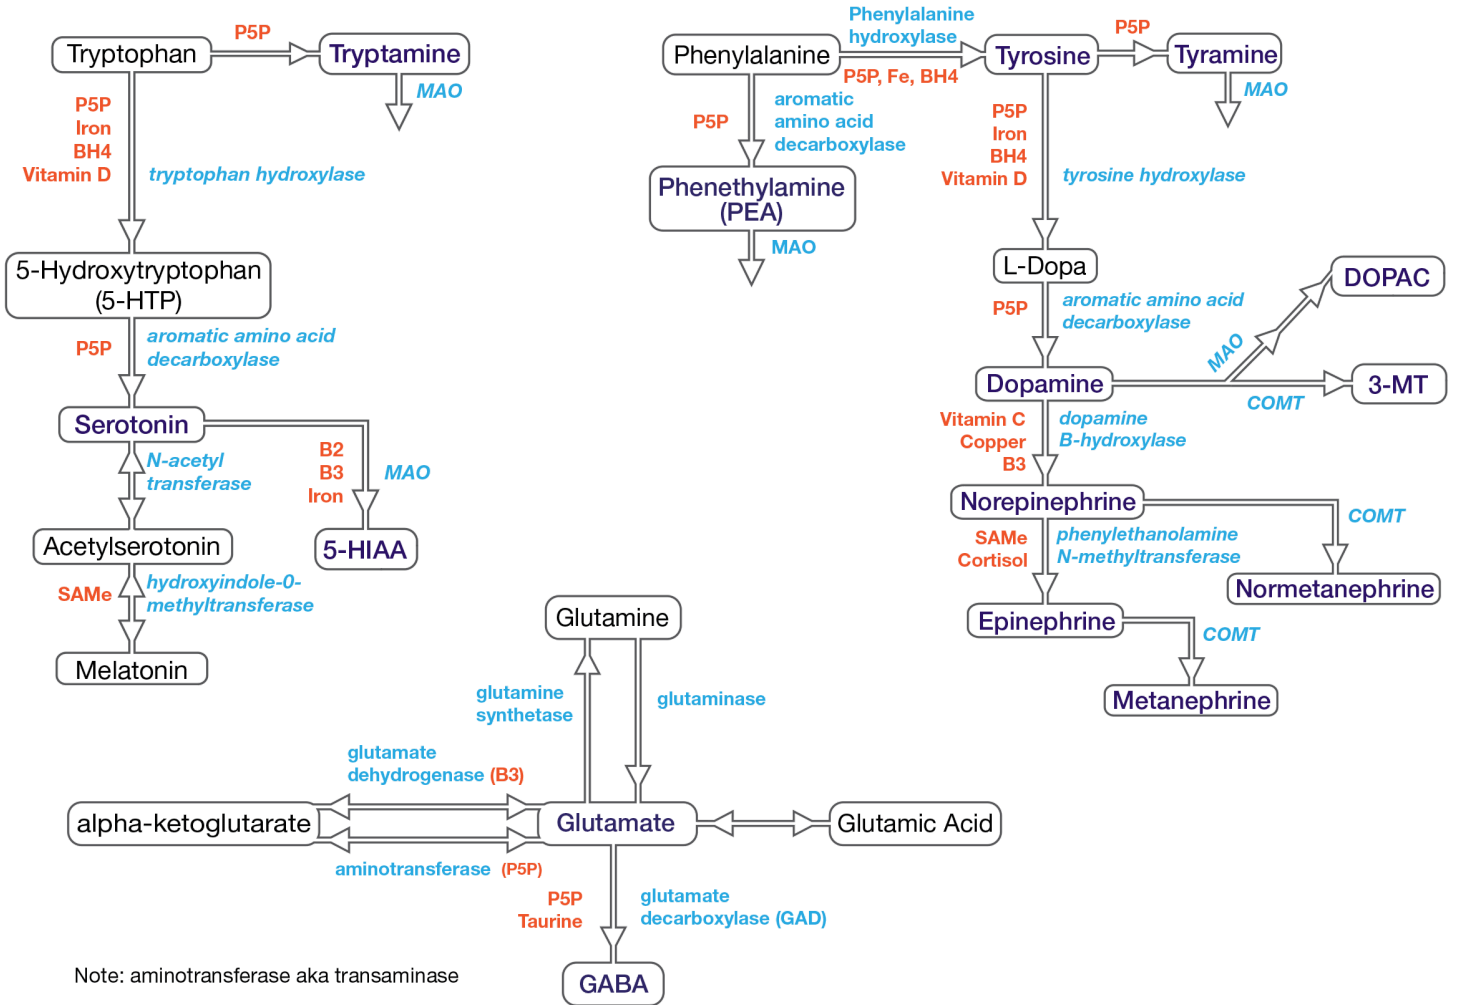 Tryptophan
P5P
Tryptamine
MAO
P5P
Iron
BH4
Vitamin D
tryptophan hydroxylase
5-Hydroxytryptophan
(5-HTP)
P5P
aromatic amino acid
decarboxylase
Serotonin
N-acetyl
transferase
B2
B3
Iron
MAO
Acetylserotonin
5-HIAA
SAMe
hydroxyindole-0-
methyltransferase
Melatonin
Phenylalanine
Phenylalanine
hydroxylase
P5P, Fe, BH4
Tyrosine
P5P
Tyramine
MAO
P5P
aromatic
amino acid
decarboxylase
Phenethylamine
(PEA)
MAO
P5P
Iron
BH4
Vitamin D
tyrosine hydroxylase
L-Dopa
P5P
aromatic amino acid
decarboxylase
DOPAC
MAO
Dopamine
COMT
3-MT
Vitamin C
Copper
B3
dopamine
B-hydroxylase
Norepinephrine
COMT
SAMe
Cortisol
phenylethanolamine
N-methyltransferase
Normetanephrine
Epinephrine
COMT
Metanephrine
Glutamine
glutamine
synthetase
glutaminase
glutamate
dehydrogenase (B3)
alpha-ketoglutarate
Glutamate
Glutamic Acid
aminotransferase (P5P)
P5P
Taurine
glutamate
decarboxylase (GAD)
GABA
Note: aminotransferase aka transaminase